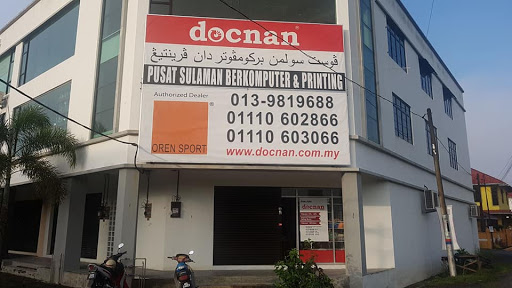 docnan
ڤوست سولمن بركومڤوتر دان ڤرينتيڠ
PUSAT SULAMAN BERKOMPUTER & PRINTING
Authorized Dealer
OREN SPORT
013-9819688
01110 602866
01110 603066
www.docnan.com.my
docnan